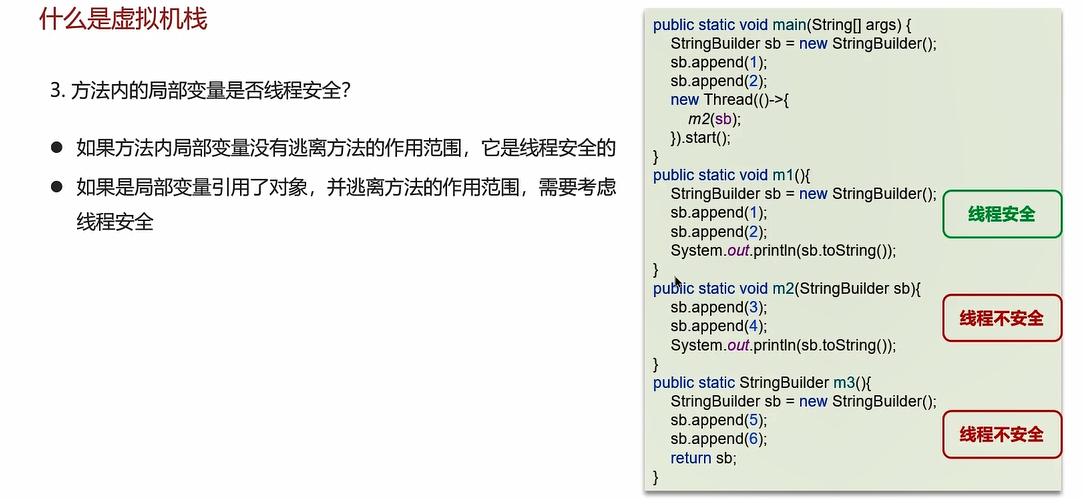 什么是虚拟机栈
3. 方法内的局部变量是否线程安全？
● 如果方法内局部变量没有逃离方法的作用范围，它是线程安全的
● 如果是局部变量引用了对象，并逃离方法的作用范围，需要考虑
线程安全
public static void main(String[] args) {
StringBuilder sb = new StringBuilder();
sb.append(1);
sb.append(2);
new Thread(()->{
m2(sb);
}).start();
}
public static void m1(){
StringBuilder sb = new StringBuilder();
sb.append(1);
sb.append(2);
System.out.println(sb.toString());
}
线程安全
public static void m2(StringBuilder sb){
sb.append(3);
sb.append(4);
System.out.println(sb.toString());
}
线程不安全
public static StringBuilder m3(){
StringBuilder sb = new StringBuilder();
sb.append(5);
sb.append(6);
return sb;
}
线程不安全